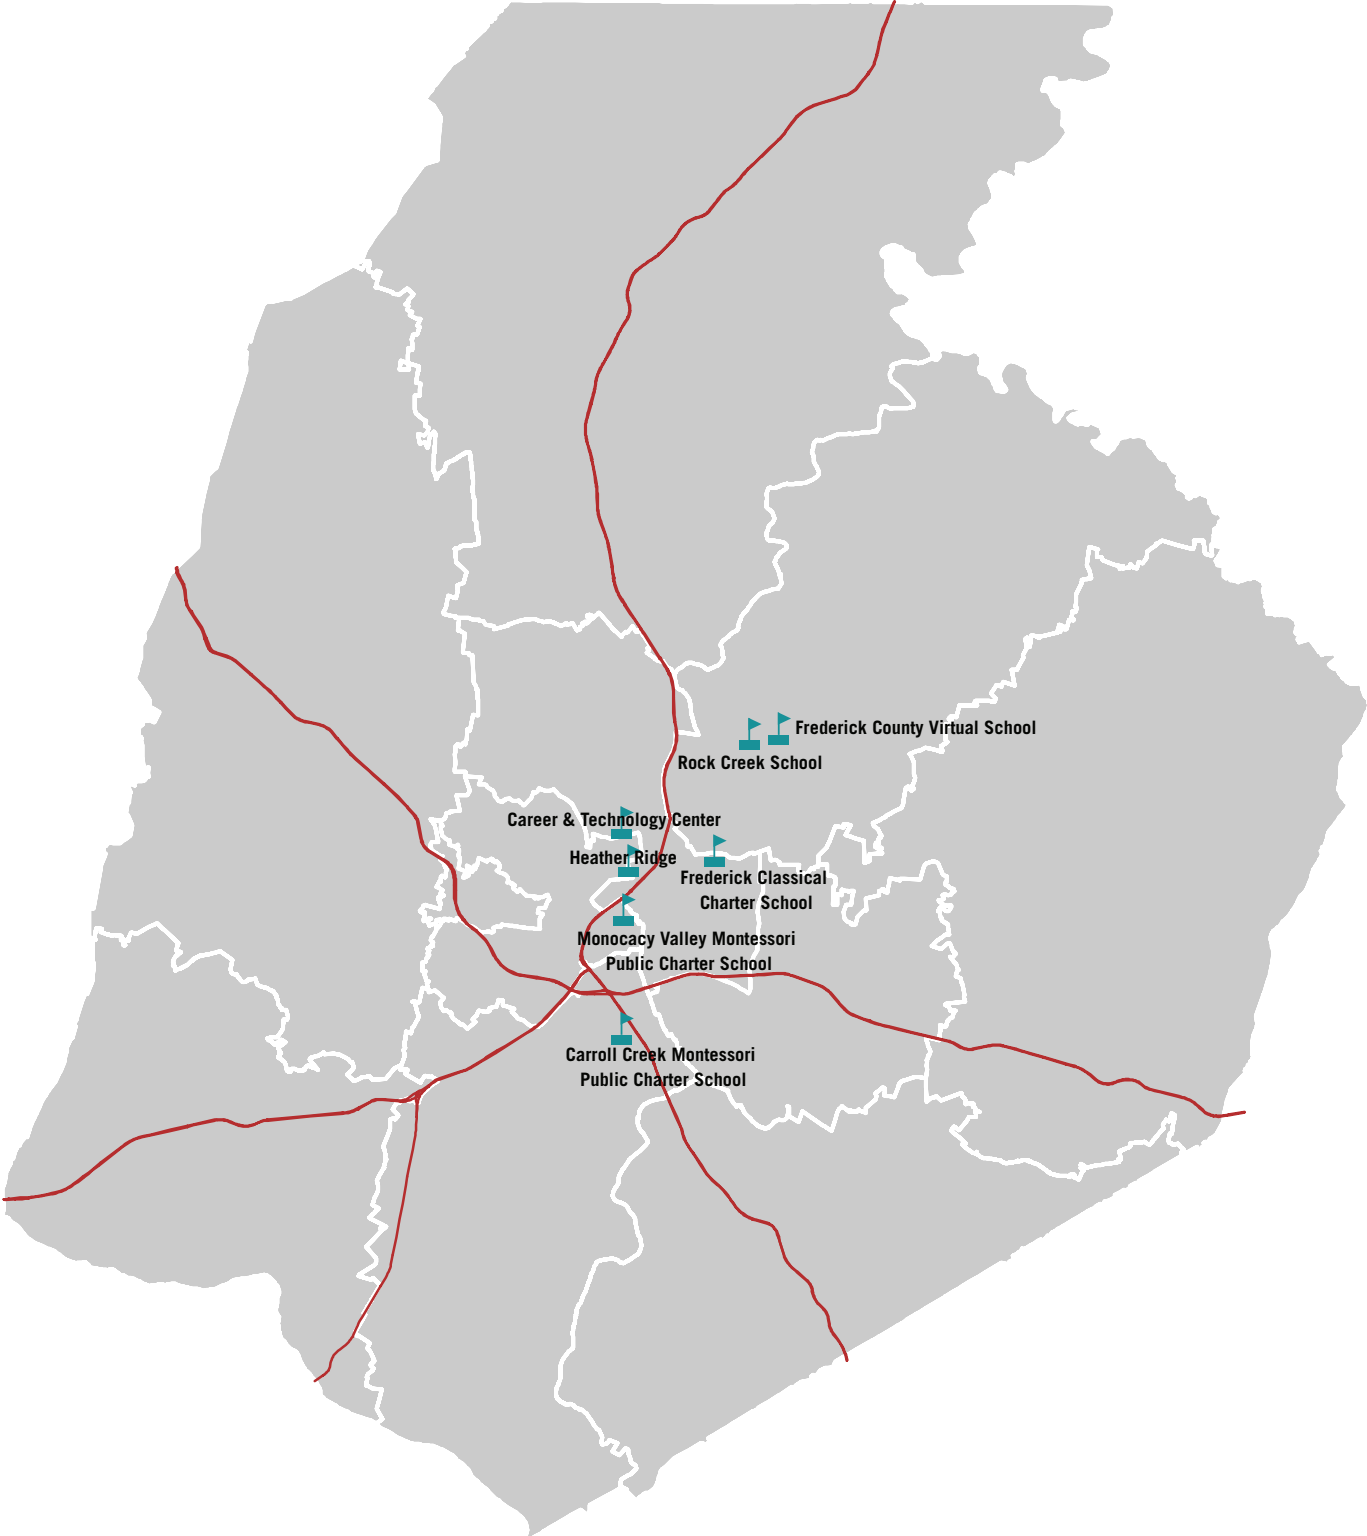 Frederick County Virtual School
Rock Creek School
Career & Technology Center
Heather Ridge
Frederick Classical
Charter School
Monocacy Valley Montessori
Public Charter School
Carroll Creek Montessori
Public Charter School